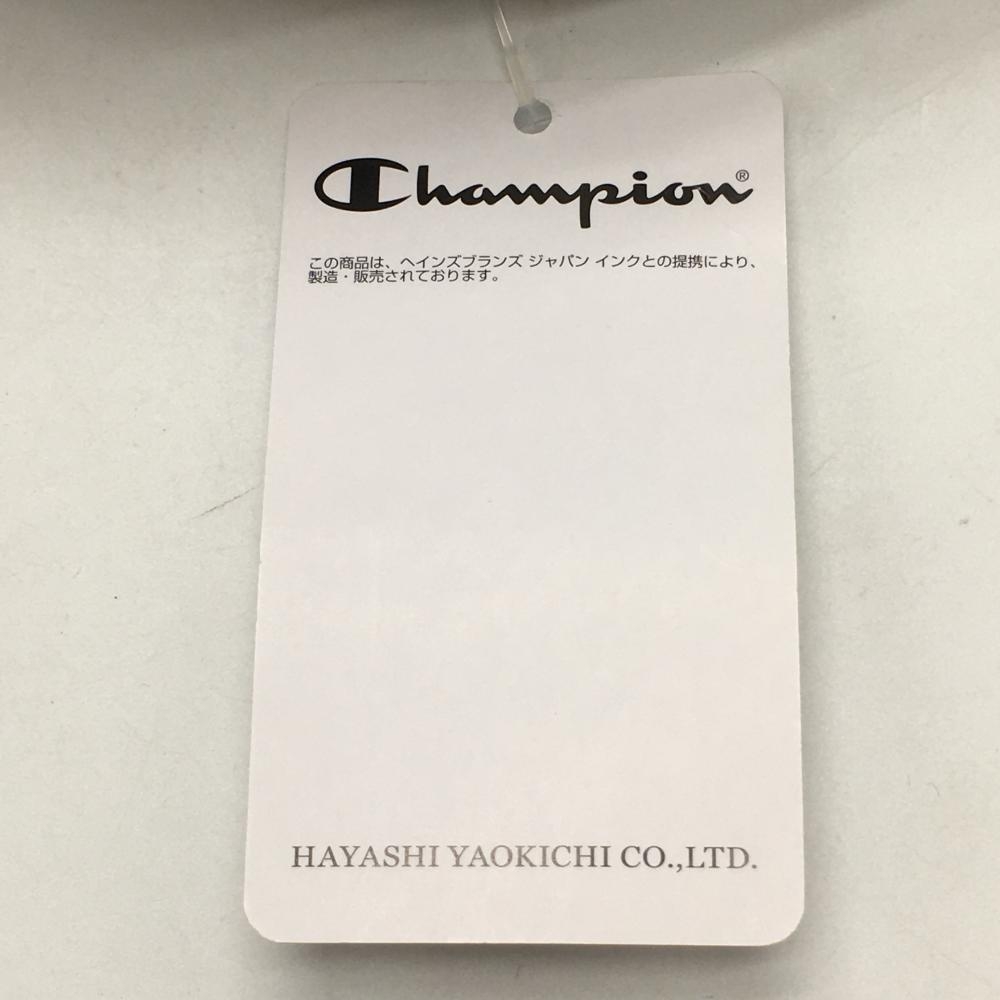 Champion®
この商品は、ヘインズブランズ ジャパン インクとの提携により、
製造・販売されております。
HAYASHI YAOKICHI CO.,LTD.